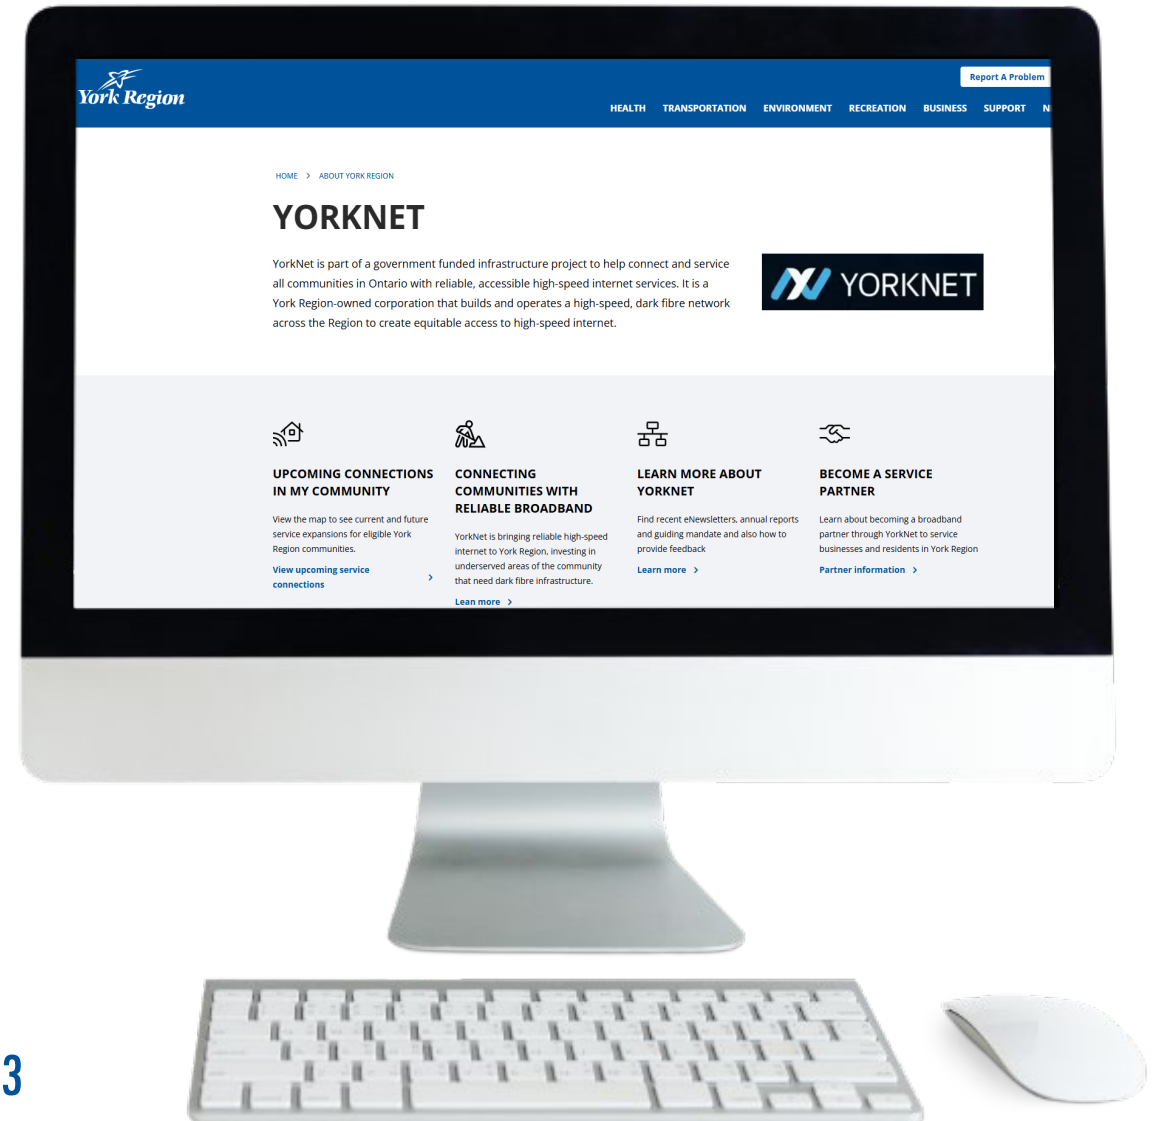 York Region
Report A Problem
HEALTH TRANSPORTATION ENVIRONMENT RECREATION BUSINESS SUPPORT N
HOME > ABOUT YORK REGION
YORKNET
YorkNet is part of a government funded infrastructure project to help connect and service
all communities in Ontario with reliable, accessible high-speed internet services. It is a
York Region-owned corporation that builds and operates a high-speed, dark fibre network
across the Region to create equitable access to high-speed internet.
YORKNET
UPCOMING CONNECTIONS
IN MY COMMUNITY
View the map to see current and future
service expansions for eligible York
Region communities.
View upcoming service
connections >
CONNECTING
COMMUNITIES WITH
RELIABLE BROADBAND
YorkNet is bringing reliable high-speed
internet to York Region, investing in
underserved areas of the community
that need dark fibre infrastructure.
Lean more >
LEARN MORE ABOUT
YORKNET
Find recent eNewsletters, annual reports
and guiding mandate and also how to
provide feedback
Learn more >
BECOME A SERVICE
PARTNER
Learn about becoming a broadband
partner through YorkNet to service
businesses and residents in York Region
Partner information >
3